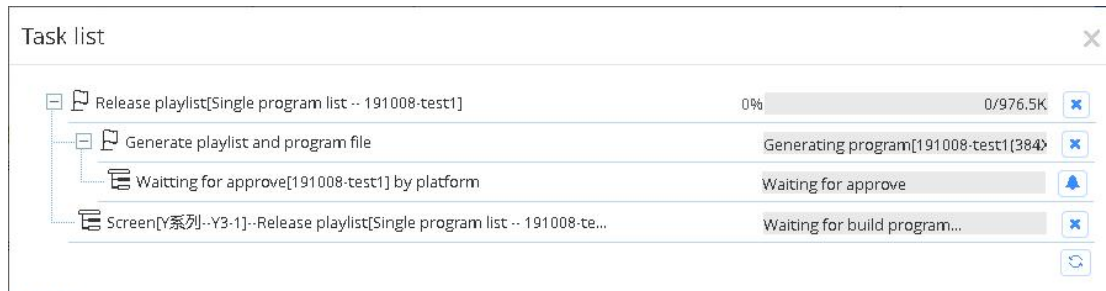 Task list
Release playlist[Single program list -- 191008-test1] 0% 0/976.5K
Generate playlist and program file Generating program[191008-test1(384X
Waitting for approve[191008-test1] by platform Waiting for approve
Screen[Y系列--Y3-1]--Release playlist[Single program list -- 191008-te... Waiting for build program...